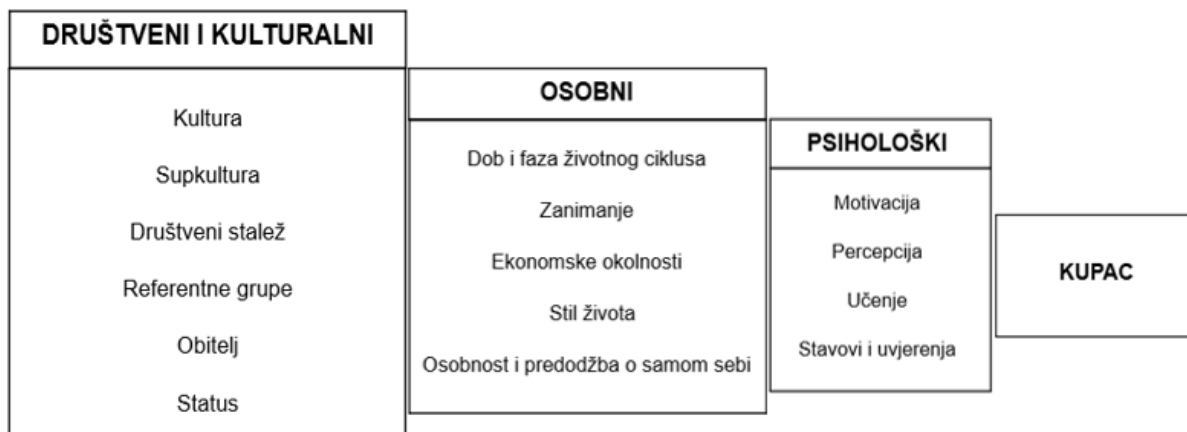 DRUŠTVENI I KULTURALNI
Kultura
Supkultura
Društveni stalež
Referentne grupe
Obitelj
Status
OSOBNI
Dob i faza životnog ciklusa
Zanimanje
Ekonomske okolnosti
Stil života
Osobnost i predodžba o samom sebi
PSIHOLOŠKI
Motivacija
Percepcija
Učenje
Stavovi i uvjerenja
KUPAC